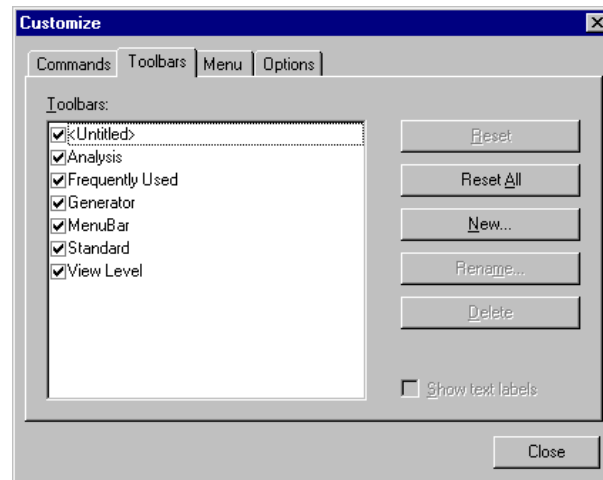 Customize
Commands Toolbars Menu Options
Toolbars:
<Untitled>
Analysis
Frequently Used
Generator
MenuBar
Standard
View Level
Reset
Reset All
New...
Rename...
Delete
Show text labels
Close